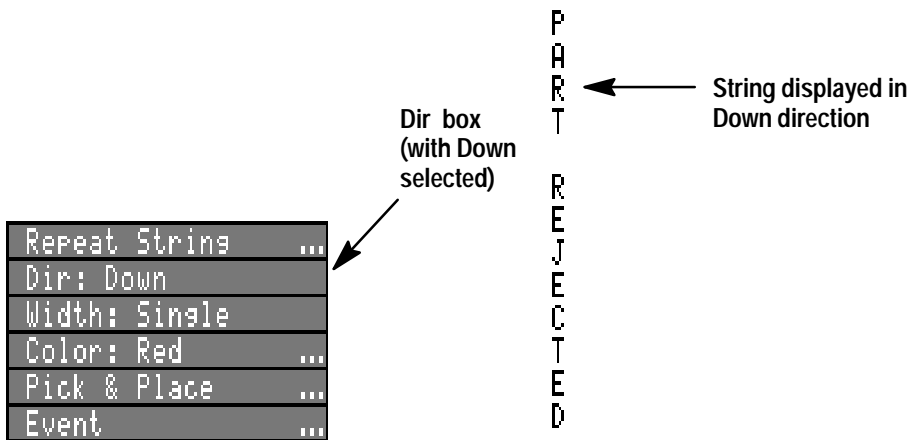 Dir box
(with Down
selected)
Repeat String ...
Dir: Down
Width: Single
Color: Red ...
Pick & Place ...
Event ...
P
A
R
T
R
E
J
E
C
T
E
D
String displayed in
Down direction